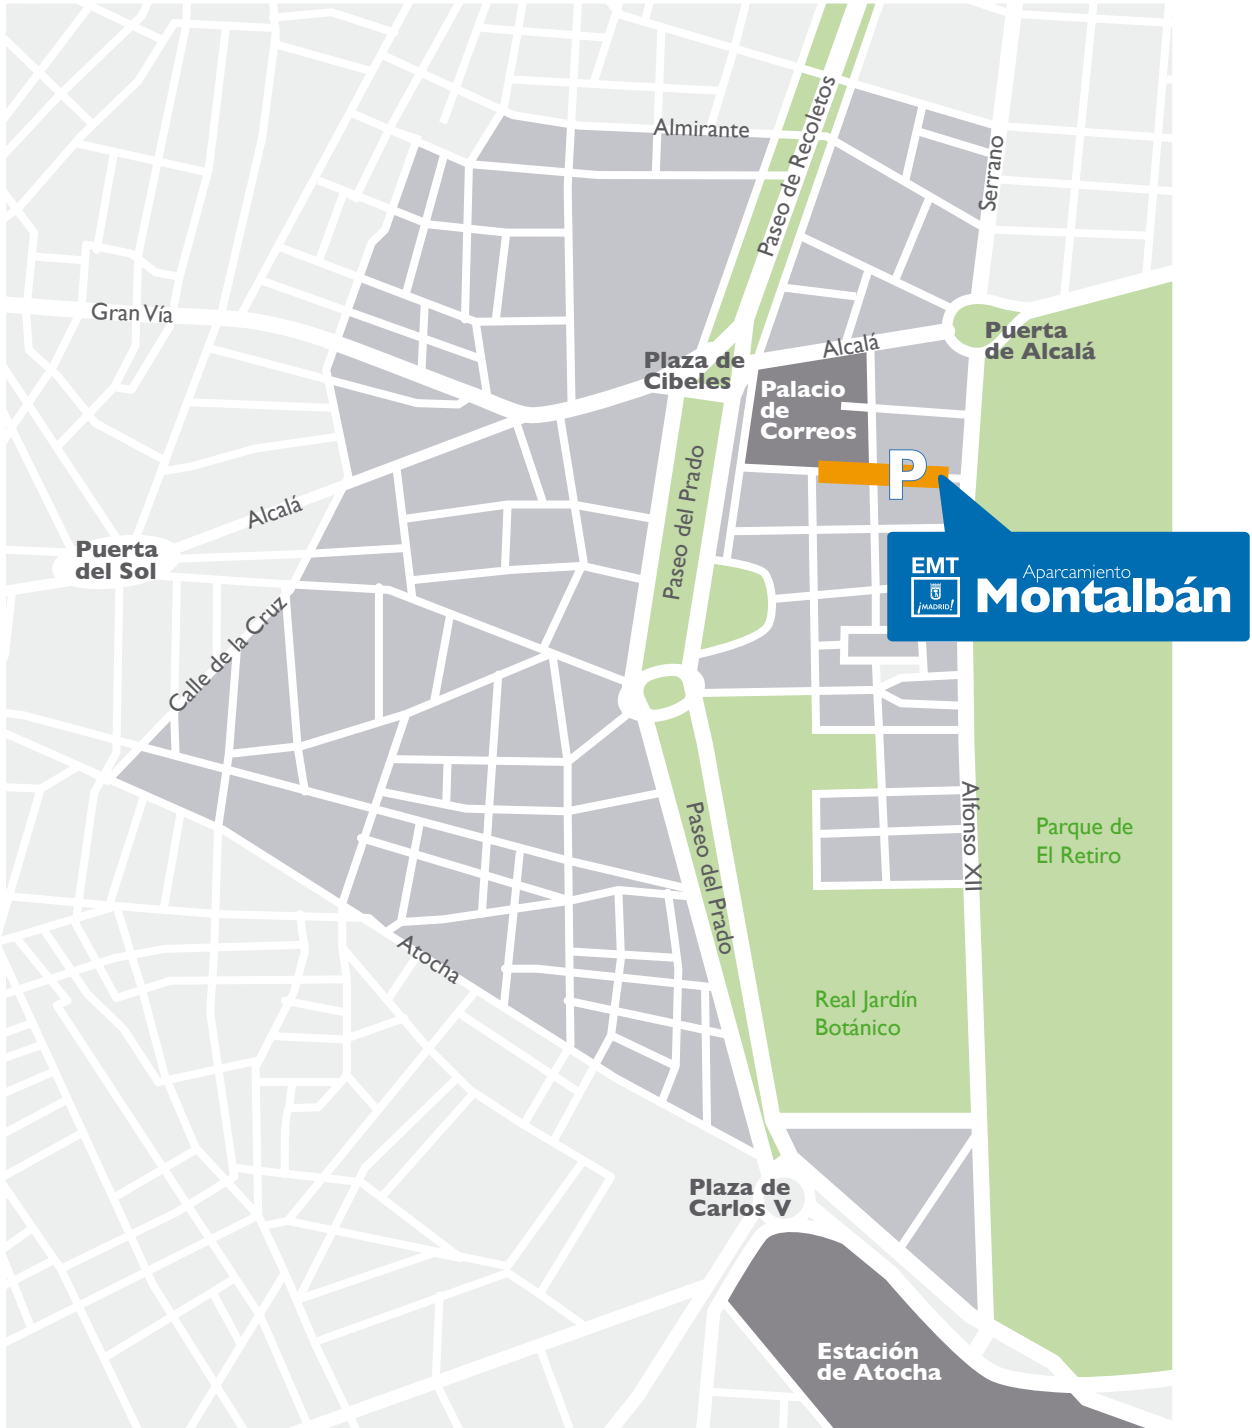 Almirante
Paseo de Recoletos
Serrano
Gran Vía
Puerta
de Alcalá
Alcalá
Plaza de
Cibeles
Palacio
de
Correos
P
Paseo del Prado
Alcalá
Puerta
del Sol
EMT
¡MADRID!
Aparcamiento
Montalbán
Calle de la Cruz
Alfonso XII
Paseo del Prado
Parque de
El Retiro
Atocha
Real Jardín
Botánico
Plaza de
Carlos V
Estación
de Atocha